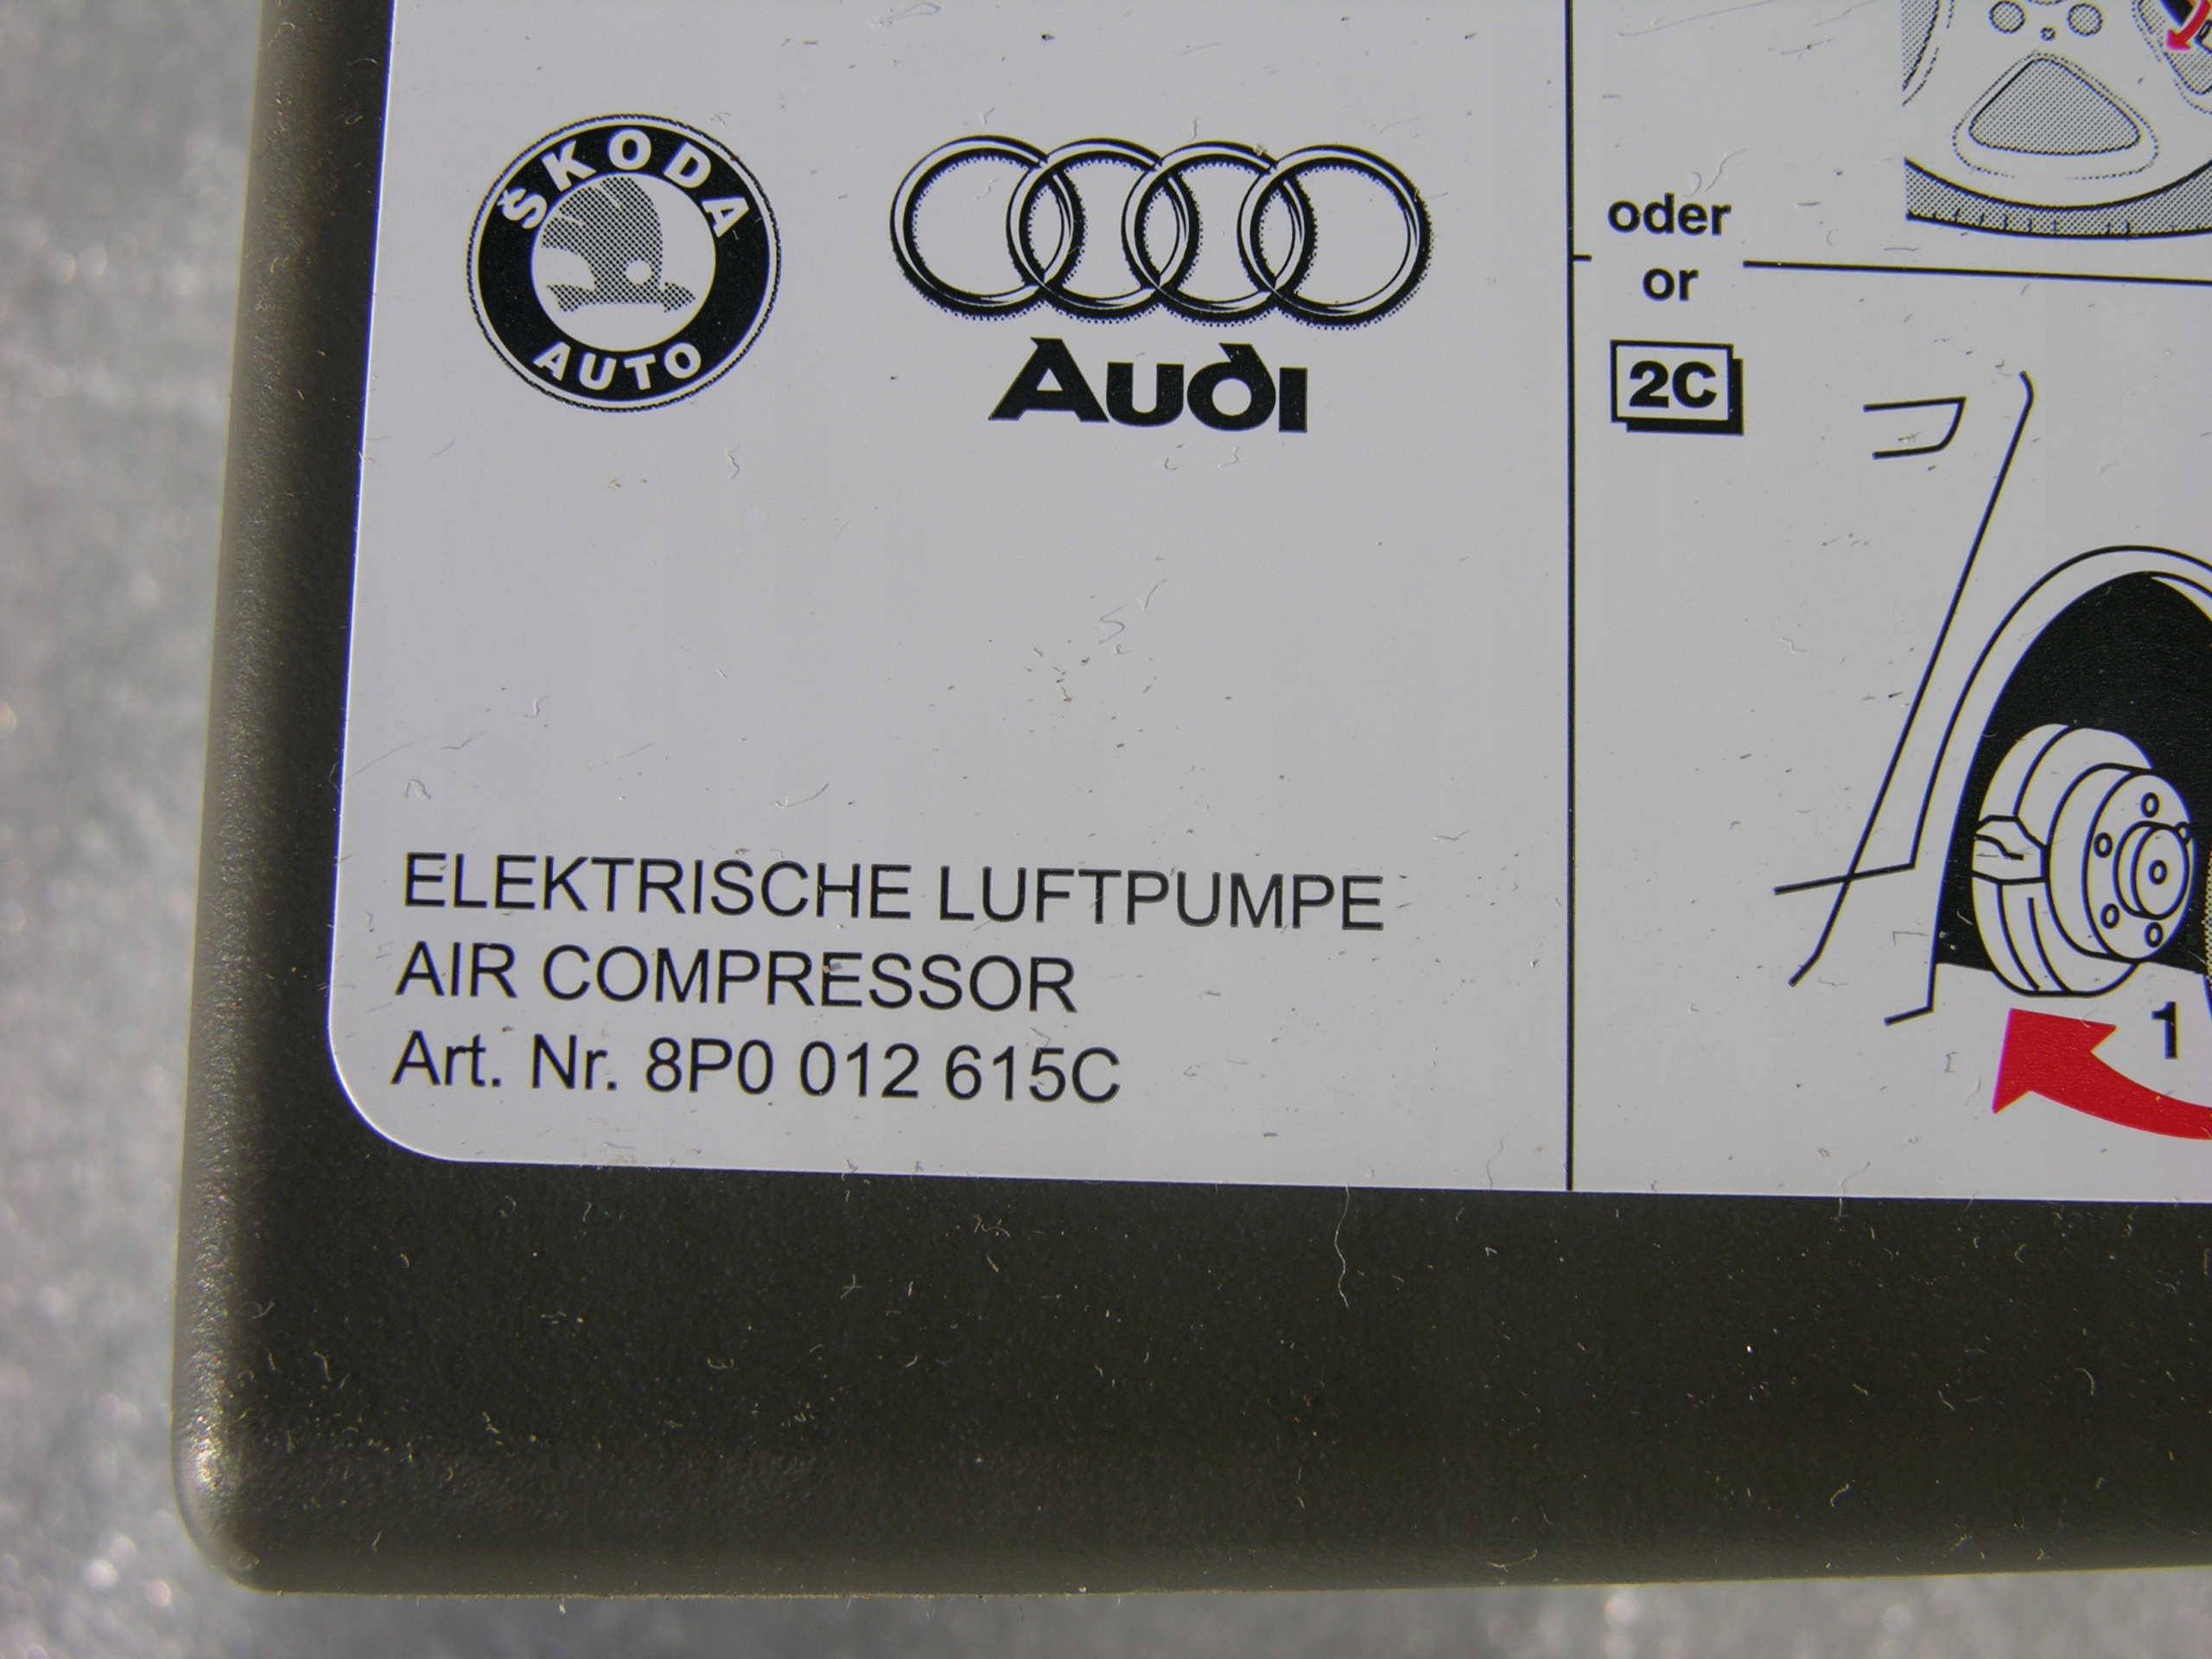 ŠKODA
AUTO
Audi
ELEKTRISCHE LUFTPUMPE
AIR COMPRESSOR
Art. Nr. 8P0 012 615C
oder
or
2C
1